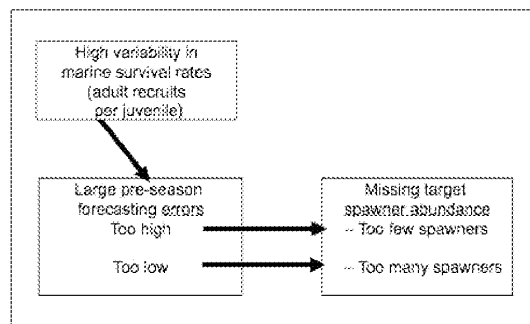 High variability in
marine survival rates
(adult recruits
per juvenile)
Large pre-season
forecasting errors
Too high
Too low
Missing target
spawner abundance
-- Too few spawners
-- Too many spawners